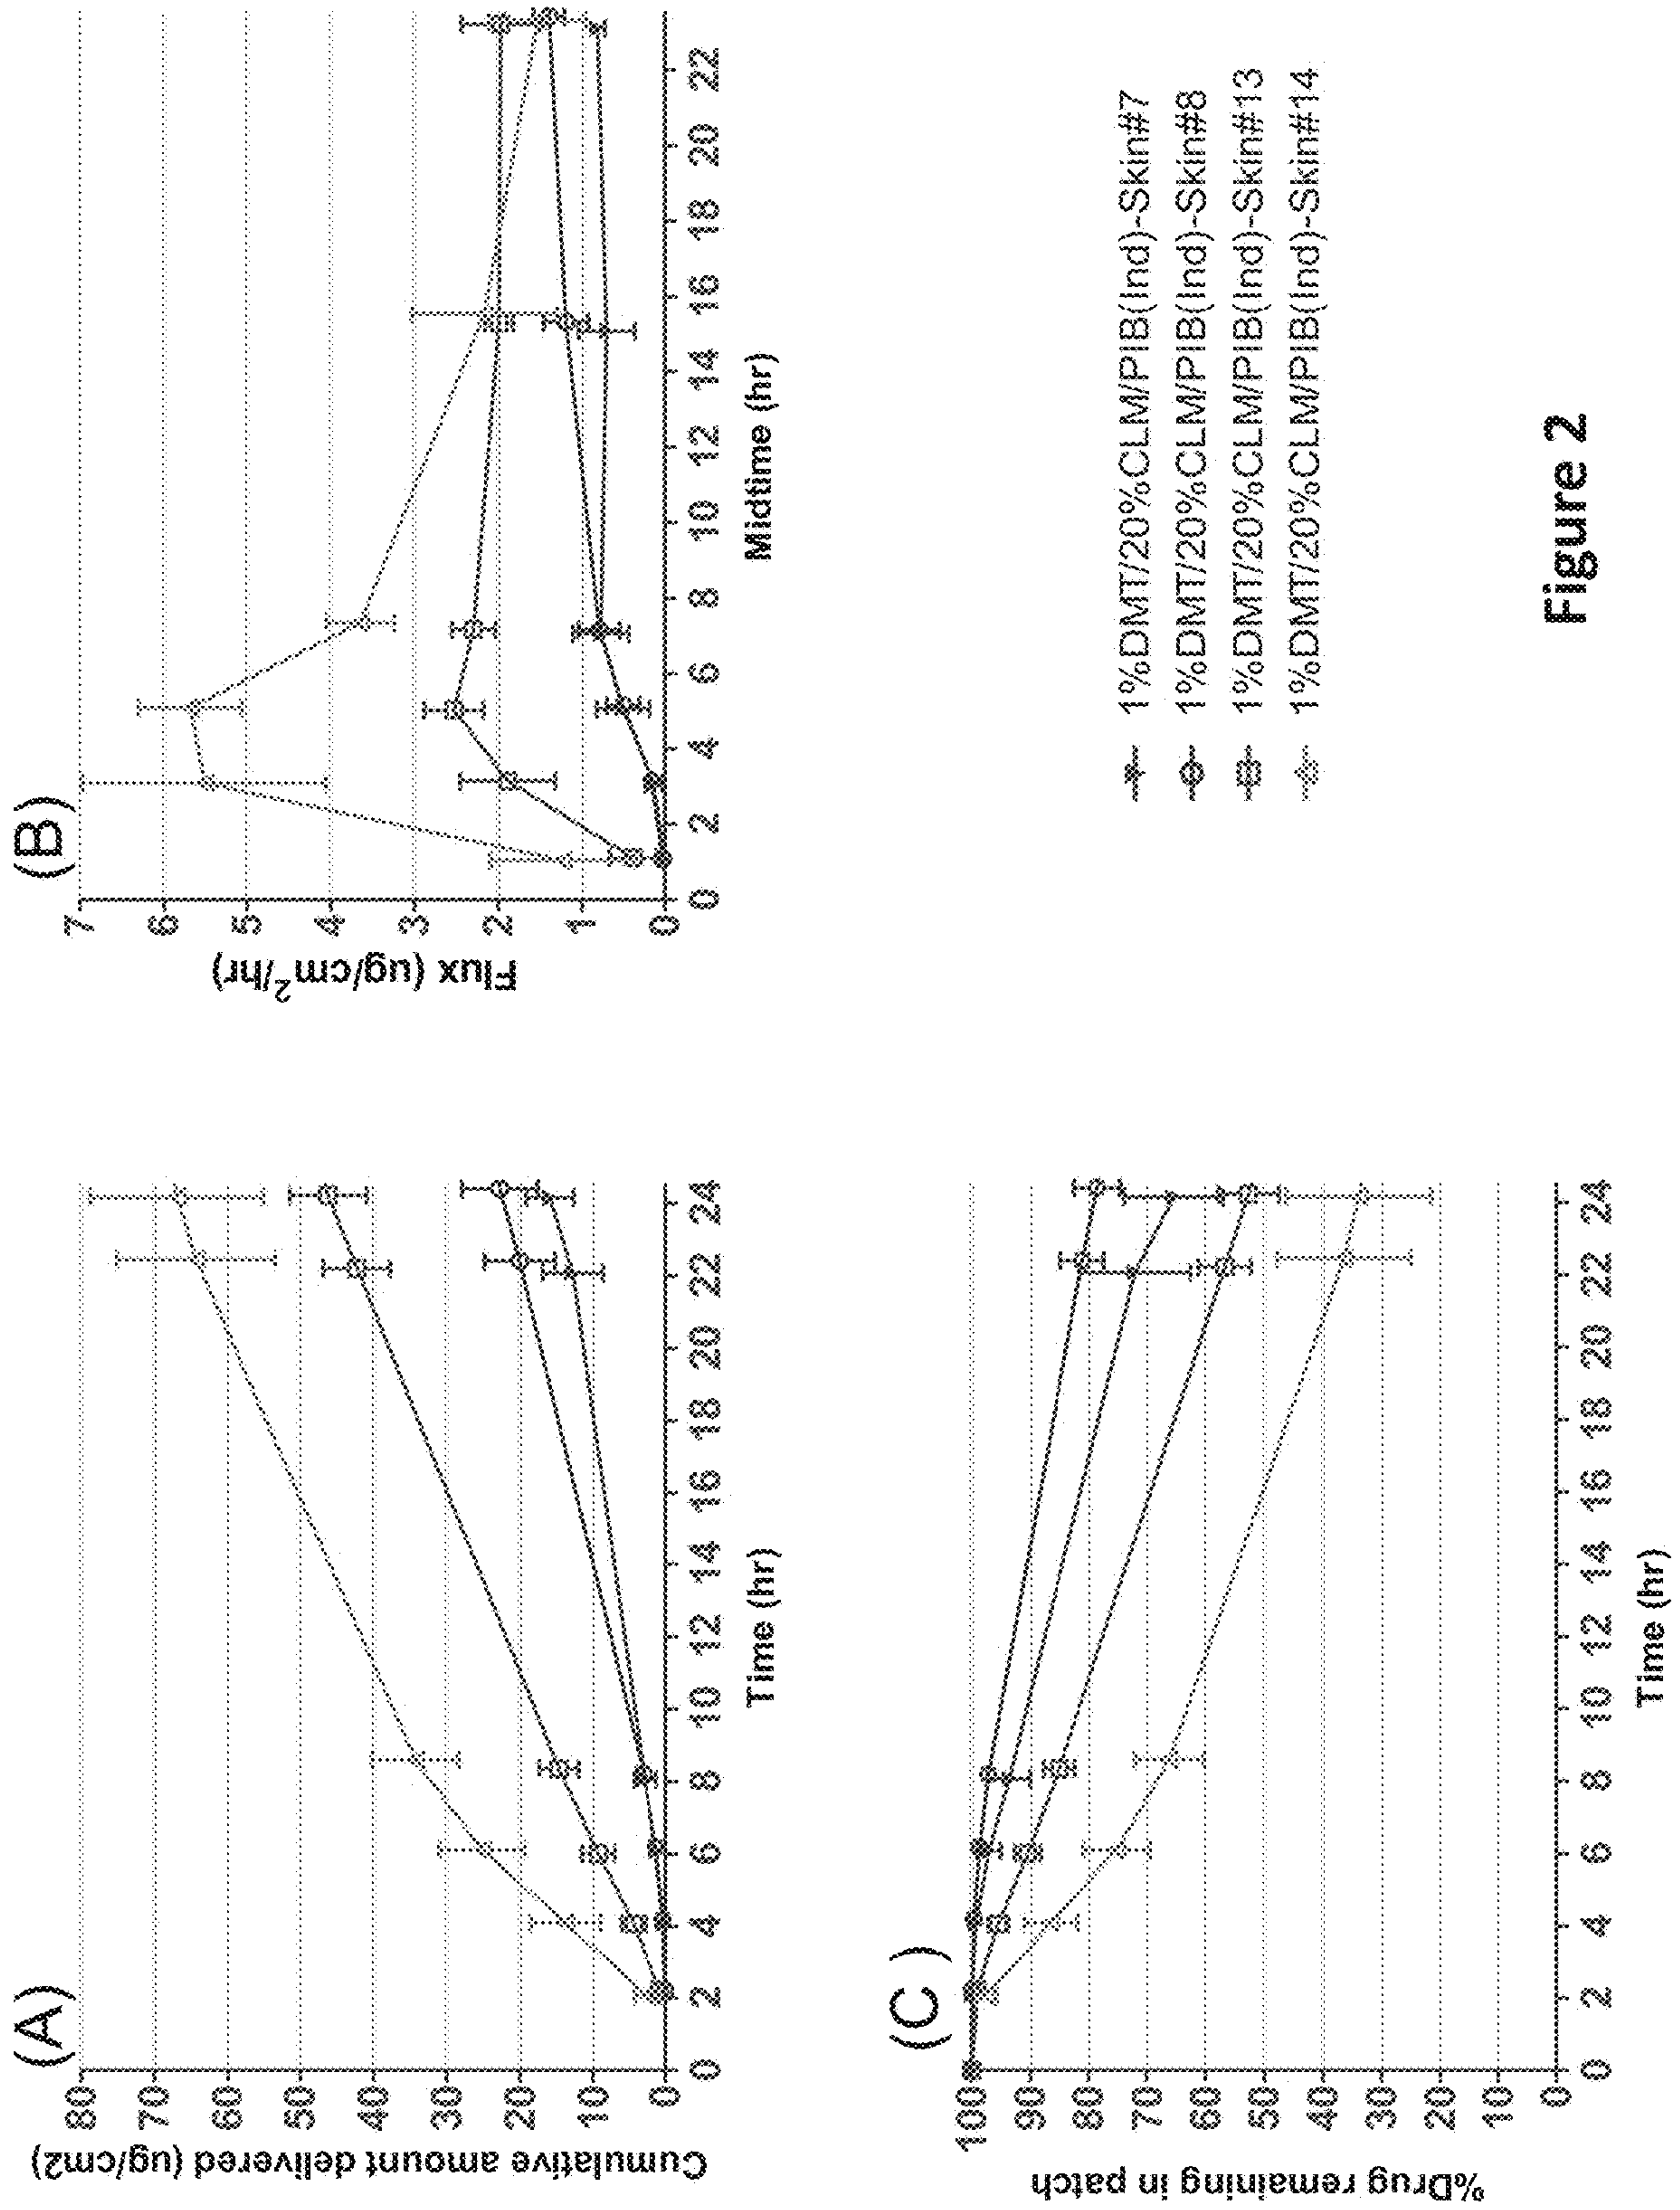 (A)
Cumulative amount delivered (ug/cm2)
80
70
60
50
40
30
20
10
0
0 2 4 6 8 10 12 14 16 18 20 22 24
Time (hr)
(B)
Flux (ug/cm²/hr)
7
6
5
4
3
2
1
0
0 2 4 6 8 10 12 14 16 18 20 22
Midtime (hr)
(C )
%Drug remaining in patch
100
90
80
70
60
50
40
30
20
10
0
0 2 4 6 8 10 12 14 16 18 20 22 24
Time (hr)
1%DMT/20%CLM/PIB(Ind)-Skin#7
1%DMT/20%CLM/PIB(Ind)-Skin#8
1%DMT/20%CLM/PIB(Ind)-Skin#13
1%DMT/20%CLM/PIB(Ind)-Skin#14
Figure 2